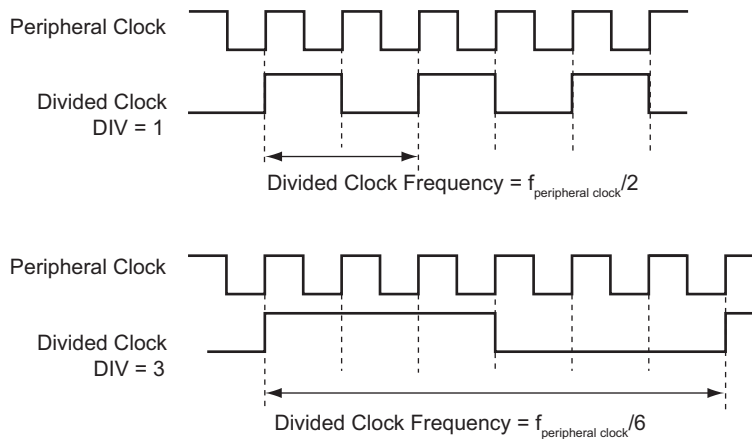 Peripheral Clock
Divided Clock
DIV = 1
Divided Clock Frequency = fperipheral clock/2
Peripheral Clock
Divided Clock
DIV = 3
Divided Clock Frequency = fperipheral clock/6